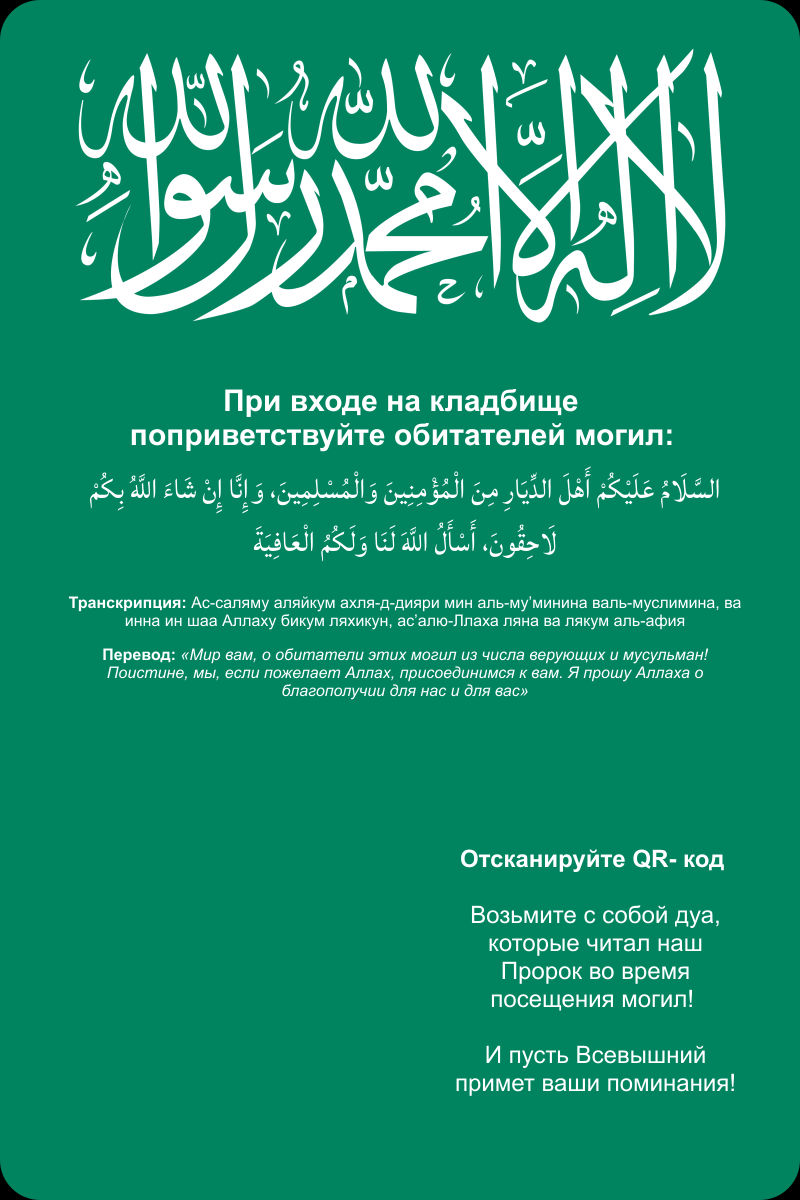 لا إله إلا الله محمد رسول الله
При входе на кладбище
поприветствуйте обитателей могил:
السَّلَامُ عَلَيْكُمْ أَهْلَ الدِّيَارِ مِنَ الْمُؤْمِنِينَ وَالْمُسْلِمِينَ، وَإِنَّا إِنْ شَاءَ اللَّهُ بِكُمْ
لَاحِقُونَ، أَسْأَلُ اللَّهَ لَنَا وَلَكُمُ الْعَافِيَةَ
Транскрипция: Ас-саляму аляйкум ахля-д-дияри мин аль-му’минина валь-муслимина, ва
инна ин шаа Аллаху бикум ляхикун, ас’алю-Ллаха ляна ва лякум аль-афия
Перевод: «Мир вам, о обитатели этих могил из числа верующих и мусульман!
Поистине, мы, если пожелает Аллах, присоединимся к вам. Я прошу Аллаха о
благополучии для нас и для вас»
Отсканируйте QR- код
Возьмите с собой дуа,
которые читал наш
Пророк во время
посещения могил!
И пусть Всевышний
примет ваши поминания!